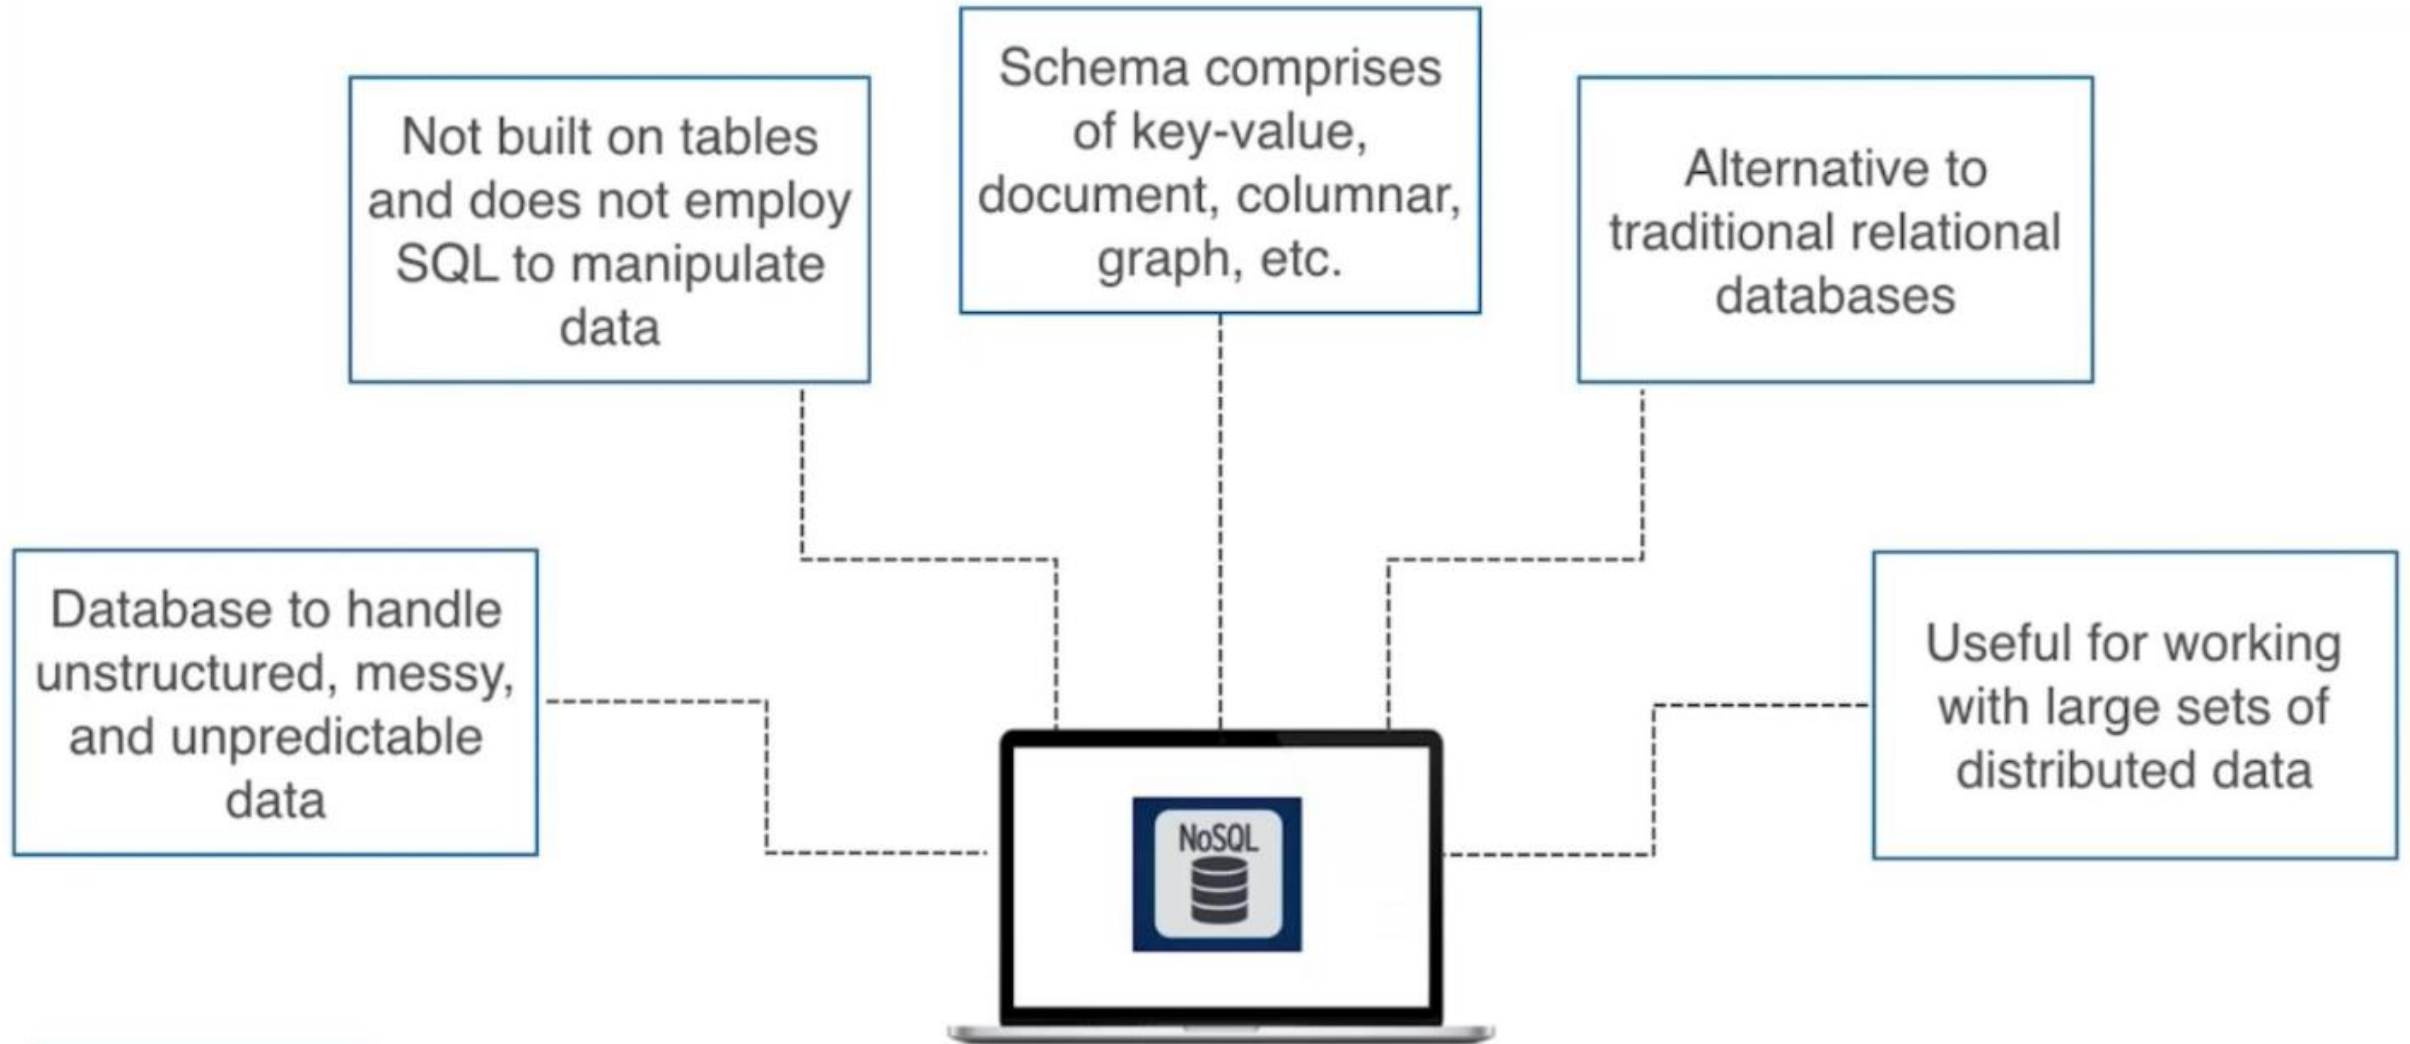 Schema comprises
of key-value,
document, columnar,
graph, etc.
Not built on tables
and does not employ
SQL to manipulate
data
Alternative to
traditional relational
databases
Database to handle
unstructured, messy,
and unpredictable
data
Useful for working
with large sets of
distributed data
NoSQL